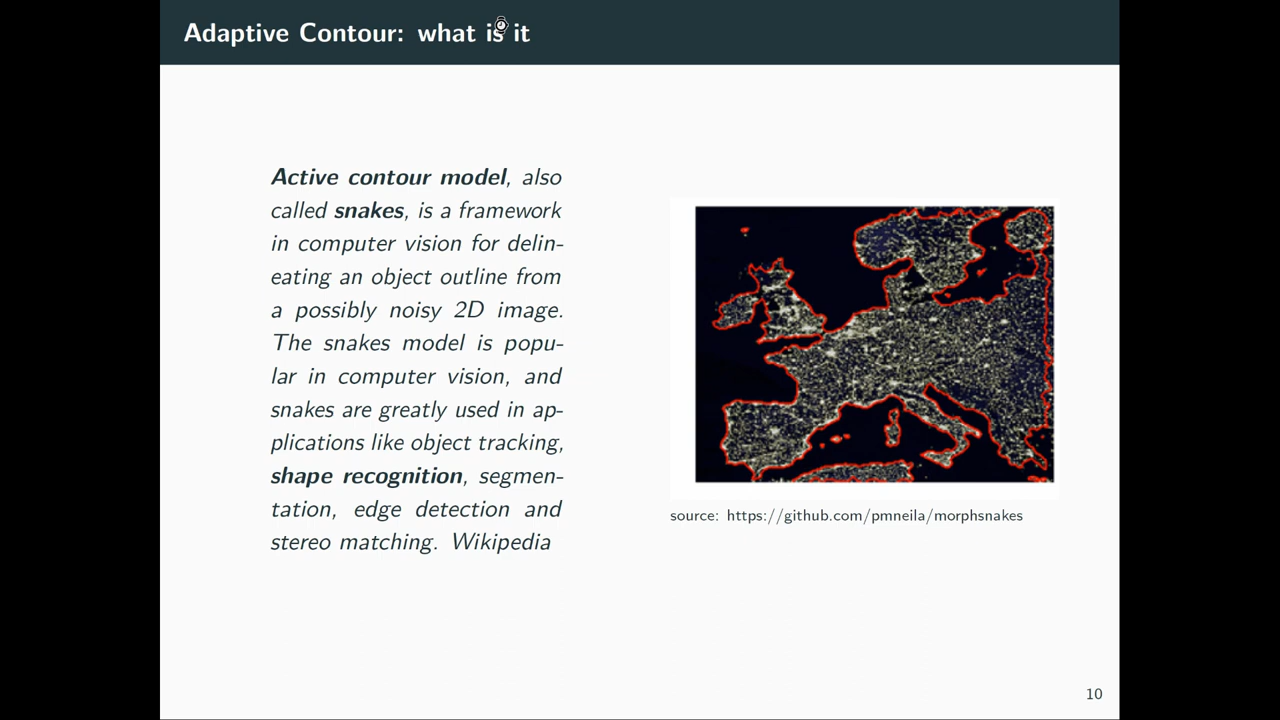 Adaptive Contour: what is it
Active contour model, also
called snakes, is a framework
in computer vision for delin-
eating an object outline from
a possibly noisy 2D image.
The snakes model is popu-
lar in computer vision, and
snakes are greatly used in ap-
plications like object tracking,
shape recognition, segmen-
tation, edge detection and
stereo matching. Wikipedia
source: https://github.com/pmneila/morphsnakes
10